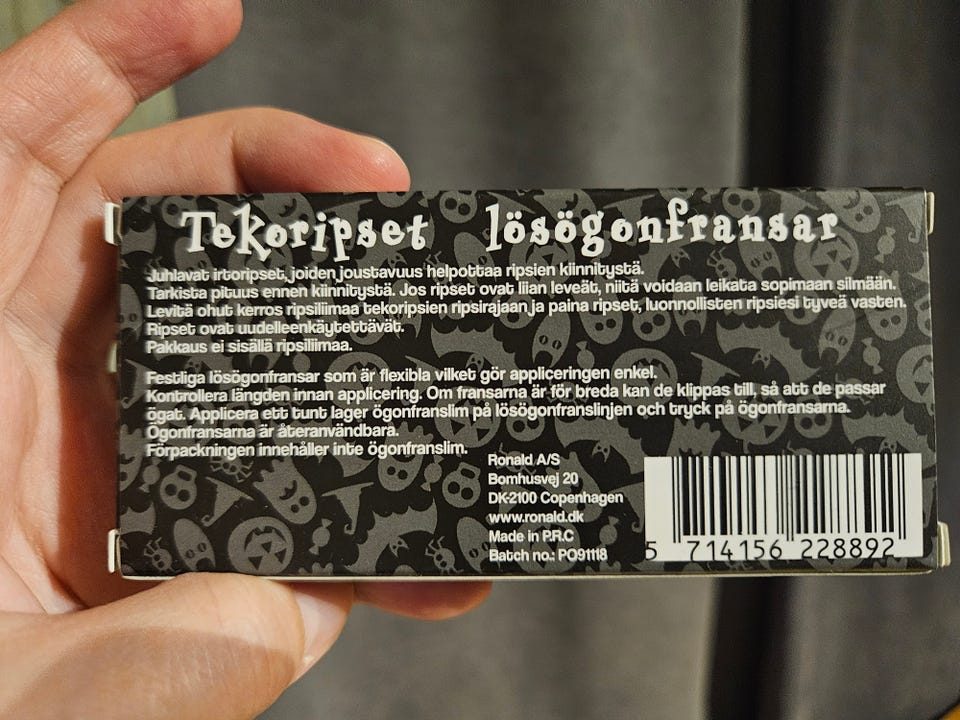 Tekoripset lösögonfransar
Juhlavat irtoripset, joiden joustavuus helpottaa ripsien kiinnitystä.
Tarkista pituus ennen kiinnitystä. Jos ripset ovat liian leveät, niitä voidaan leikata sopimaan silmään.
Levitä ohut kerros ripsiliimaa tekoripsien ripsirajaan ja paina ripset, luonnollisten ripsiesi tyveä vasten.
Ripset ovat uudelleenkäytettävät.
Pakkaus ei sisällä ripsiliimaa.
Festliga lösögonfransar som är flexibla vilket gör appliceringen enkel.
Kontrollera längden innan applicering. Om fransarna är för breda kan de klippas till, så att de passar
ögat. Applicera ett tunt lager ögonfranslim på lösögonfranslinjen och tryck på ögonfransarna.
Ögonfransarna är återanvändbara.
Förpackningen innehåller inte ögonfranslim.
Ronald A/S
Bomhusvej 20
DK-2100 Copenhagen
www.ronald.dk
Made in P.R.C
Batch no.: PO91118
5 714156 228892